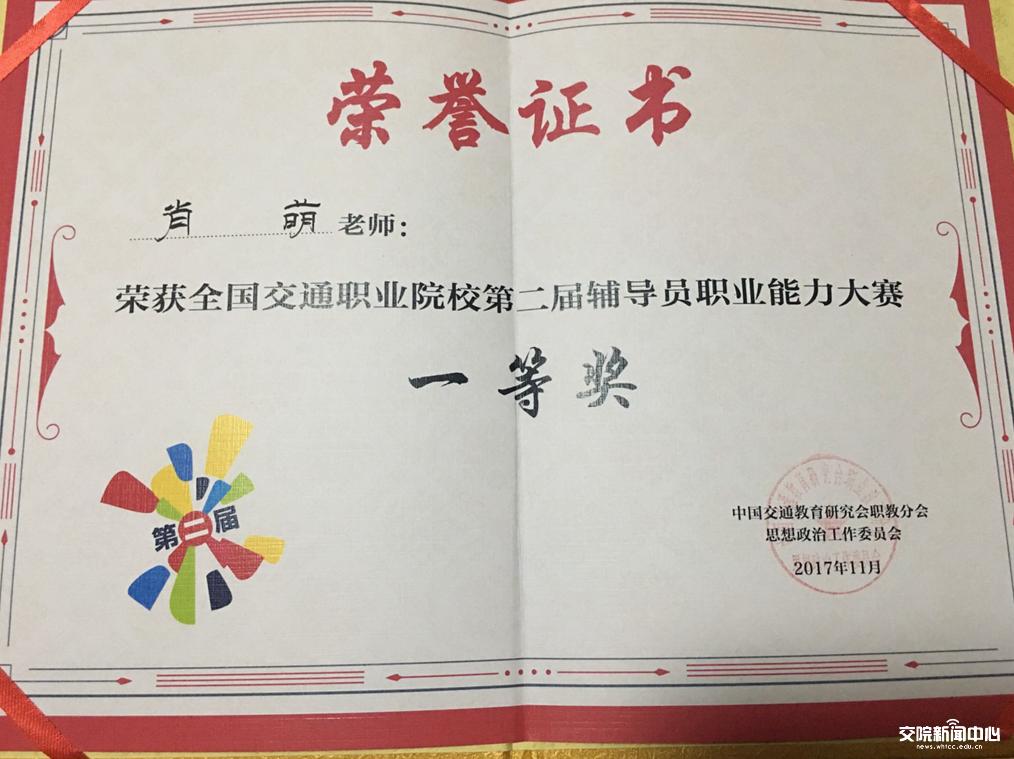 荣誉证书
肖 萌 老师：
荣获全国交通职业院校第二届辅导员职业能力大赛
一等奖
第二届
中国交通教育研究会职教分会
思想政治工作委员会
2017年11月
交院新闻中心
news.whtcc.edu.cn